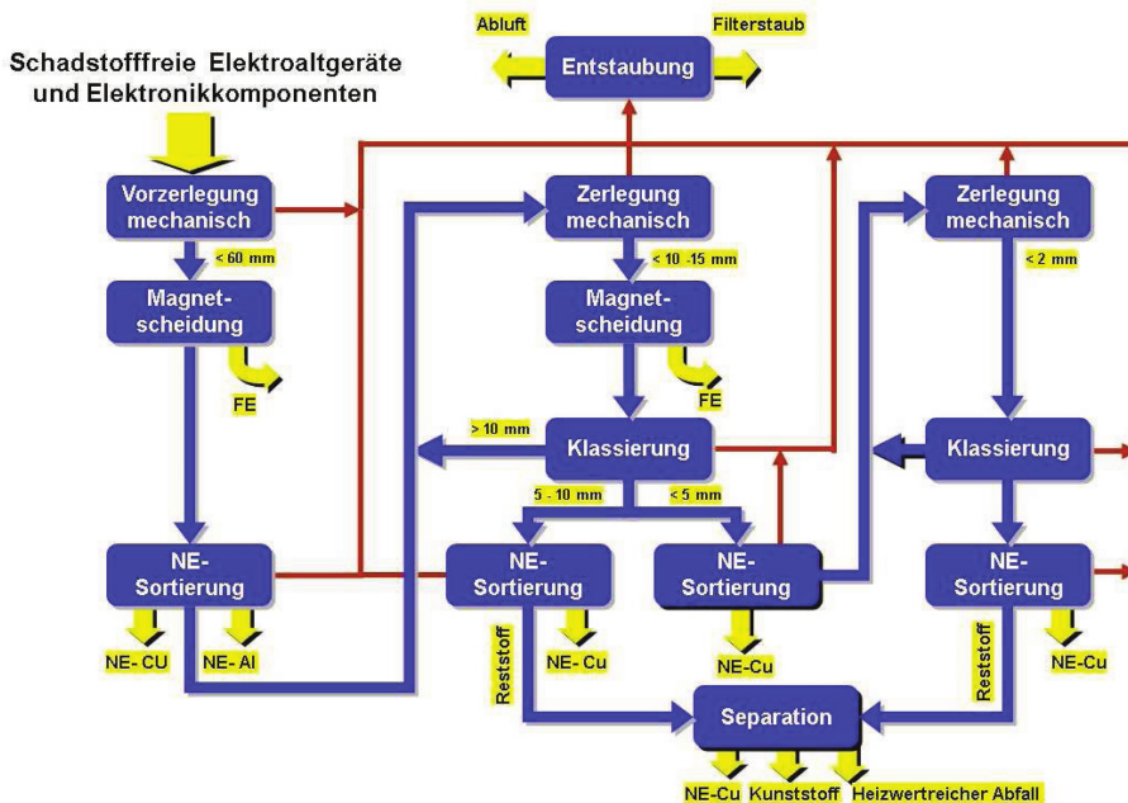 Abluft
Filterstaub
Schadstofffreie Elektroaltgeräte
und Elektronikkomponenten
Entstaubung
Vorzerlegung
mechanisch
Zerlegung
mechanisch
Zerlegung
mechanisch
< 60 mm
< 10 -15 mm
< 2 mm
Magnet-
scheidung
Magnet-
scheidung
FE
FE
> 10 mm
Klassierung
Klassierung
5 - 10 mm
< 5 mm
NE-
Sortierung
NE-
Sortierung
NE-
Sortierung
NE-
Sortierung
NE- CU
NE- Al
Reststoff
NE- Cu
NE-Cu
Reststoff
NE-Cu
Separation
NE-Cu
Kunststoff
Heizwertreicher Abfall